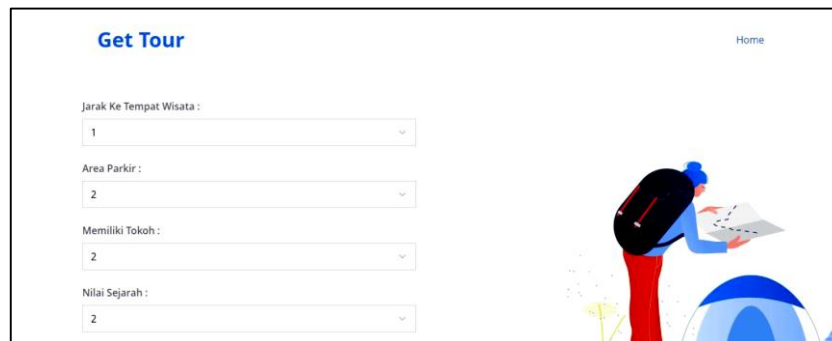 Get Tour
Home
Jarak Ke Tempat Wisata :
1
Area Parkir :
2
Memiliki Tokoh :
2
Nilai Sejarah :
2